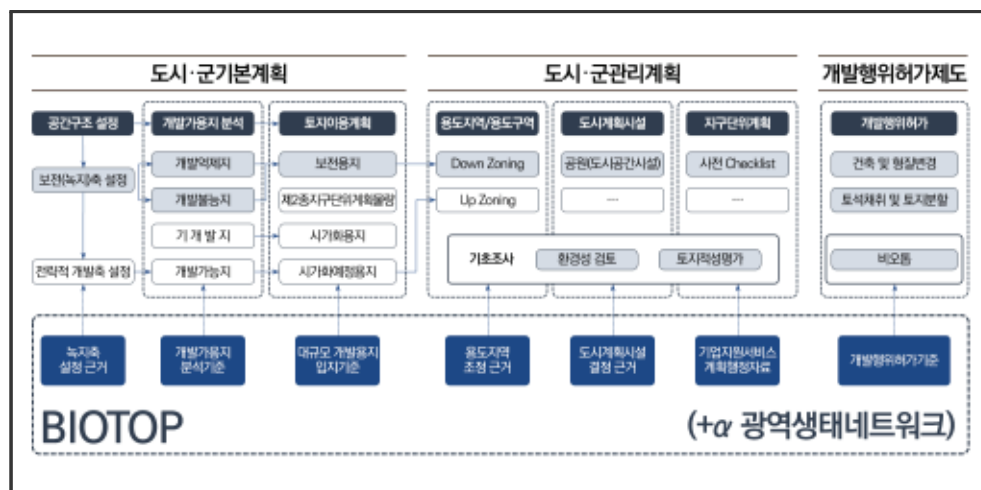 도시·군기본계획 도시·군관리계획 개발행위허가제도
공간구조 설정 개발가용지 분석 토지이용계획 용도지역/용도구역 도시계획시설 지구단위계획 개발행위허가
개발억제지 보전용지 Down Zoning 공원(도시공간시설) 사전 Checklist 건축 및 형질변경
보전(녹지)축 설정
개발불능지 제2종지구단위계획물량 Up Zoning --- --- 토석채취 및 토지분할
기 개 발 지 시가화용지
기초조사 환경성 검토 토지적성평가 비오톱
전략적 개발축 설정 개발가능지 시가화예정용지
녹지축 개발가용지 대규모 개발용지 용도지역 도시계획시설 기업지원서비스 개발행위허가기준
설정 근거 분석기준 입지기준 조정 근거 결정 근거 계획행정자료
BIOTOP (+α 광역생태네트워크)